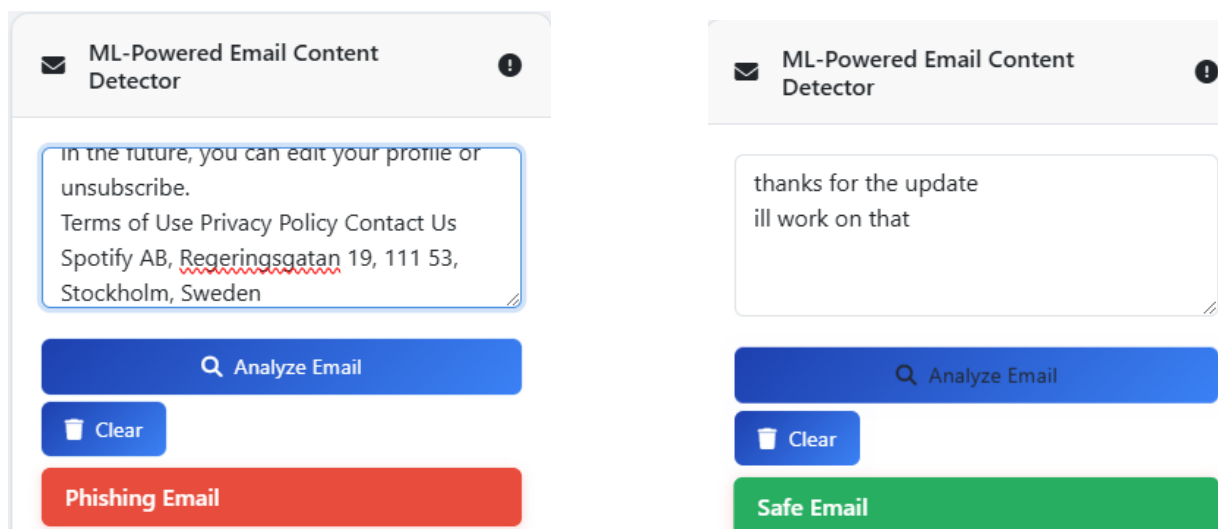 ML-Powered Email Content
Detector
In the future, you can edit your profile or
unsubscribe.
Terms of Use Privacy Policy Contact Us
Spotify AB, Regeringsgatan 19, 111 53,
Stockholm, Sweden
Analyze Email
Clear
Phishing Email
ML-Powered Email Content
Detector
thanks for the update
ill work on that
Analyze Email
Clear
Safe Email